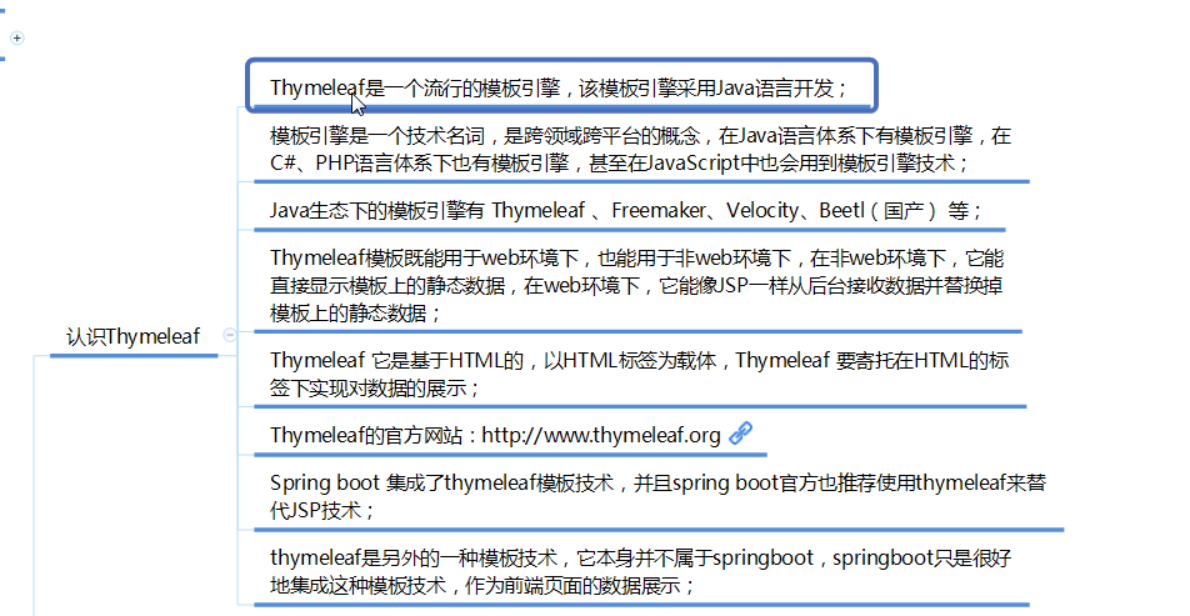 Thymeleaf是一个流行的模板引擎，该模板引擎采用Java语言开发；
模板引擎是一个技术名词，是跨领域跨平台的概念，在Java语言体系下有模板引擎，在
C#、PHP语言体系下也有模板引擎，甚至在JavaScript中也会用到模板引擎技术；
Java生态下的模板引擎有 Thymeleaf 、Freemaker、Velocity、Beetl（国产） 等；
Thymeleaf模板既能用于web环境下，也能用于非web环境下，在非web环境下，它能
直接显示模板上的静态数据，在web环境下，它能像JSP一样从后台接收数据并替换掉
模板上的静态数据；
认识Thymeleaf
Thymeleaf 它是基于HTML的，以HTML标签为载体，Thymeleaf 要寄托在HTML的标
签下实现对数据的展示；
Thymeleaf的官方网站：http://www.thymeleaf.org
Spring boot 集成了thymeleaf模板技术，并且spring boot官方也推荐使用thymeleaf来替
代JSP技术；
thymeleaf是另外的一种模板技术，它本身并不属于springboot，springboot只是很好
地集成这种模板技术，作为前端页面的数据展示；